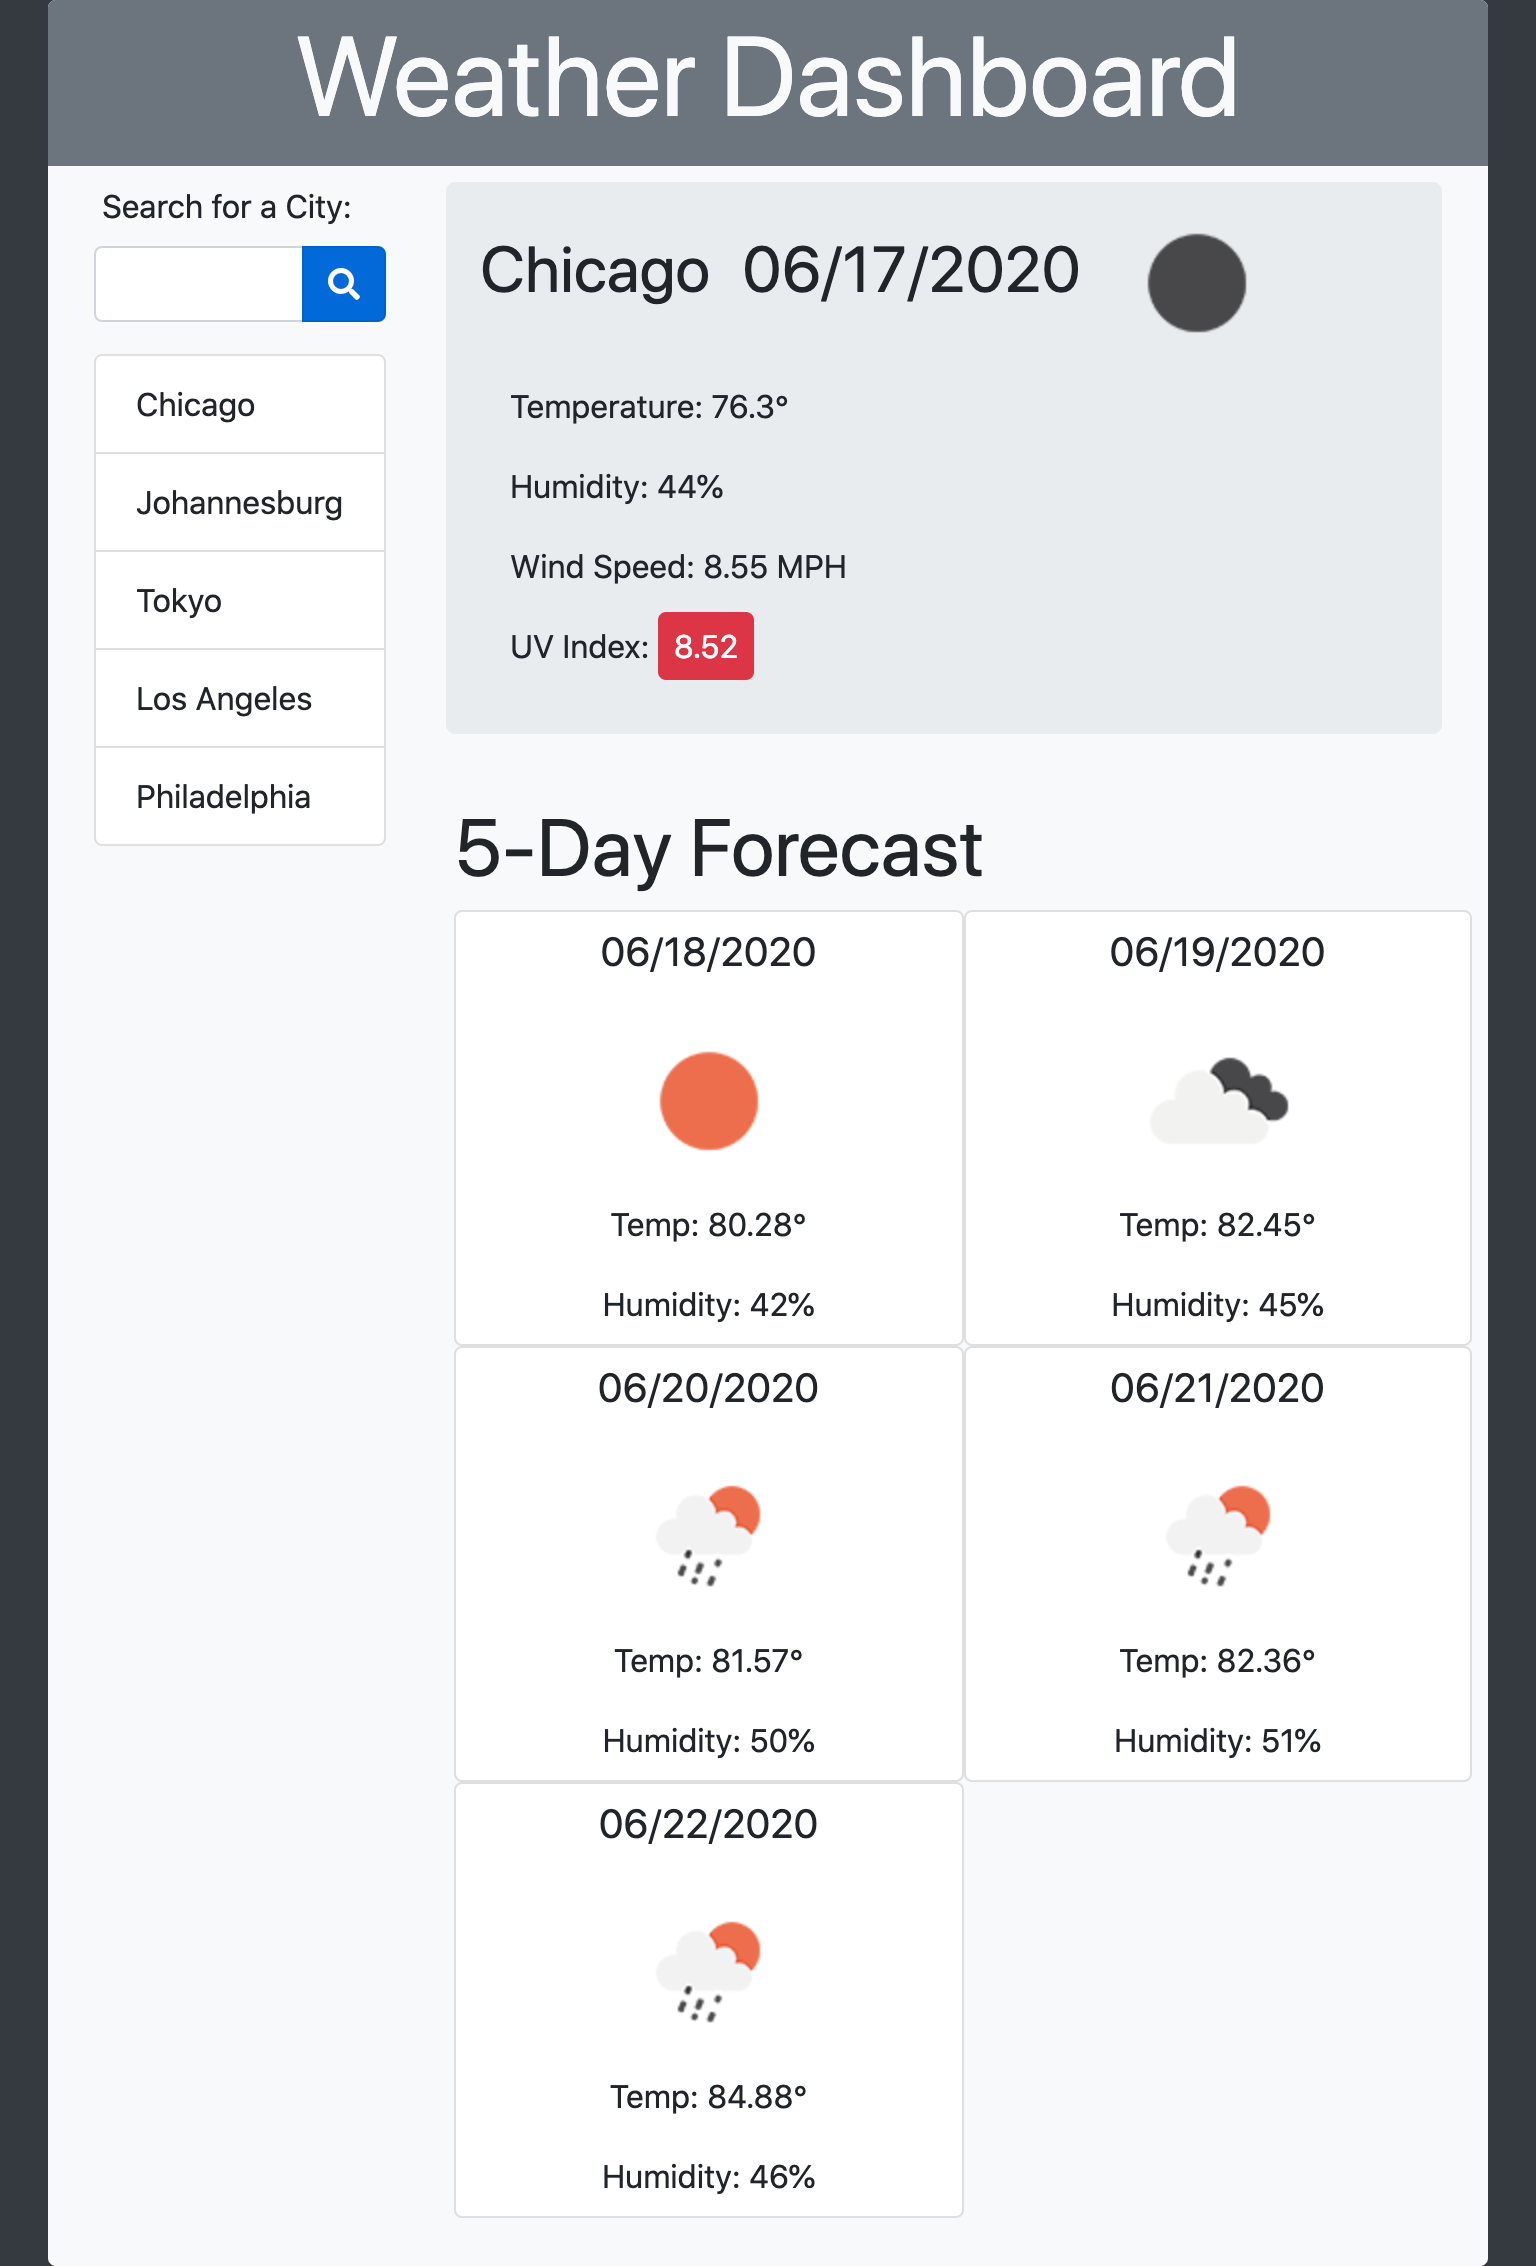 Weather Dashboard
Search for a City:
Chicago
Johannesburg
Tokyo
Los Angeles
Philadelphia
Chicago 06/17/2020
Temperature: 76.3°
Humidity: 44%
Wind Speed: 8.55 MPH
UV Index: 8.52
5-Day Forecast
06/18/2020
Temp: 80.28°
Humidity: 42%
06/19/2020
Temp: 82.45°
Humidity: 45%
06/20/2020
Temp: 81.57°
Humidity: 50%
06/21/2020
Temp: 82.36°
Humidity: 51%
06/22/2020
Temp: 84.88°
Humidity: 46%